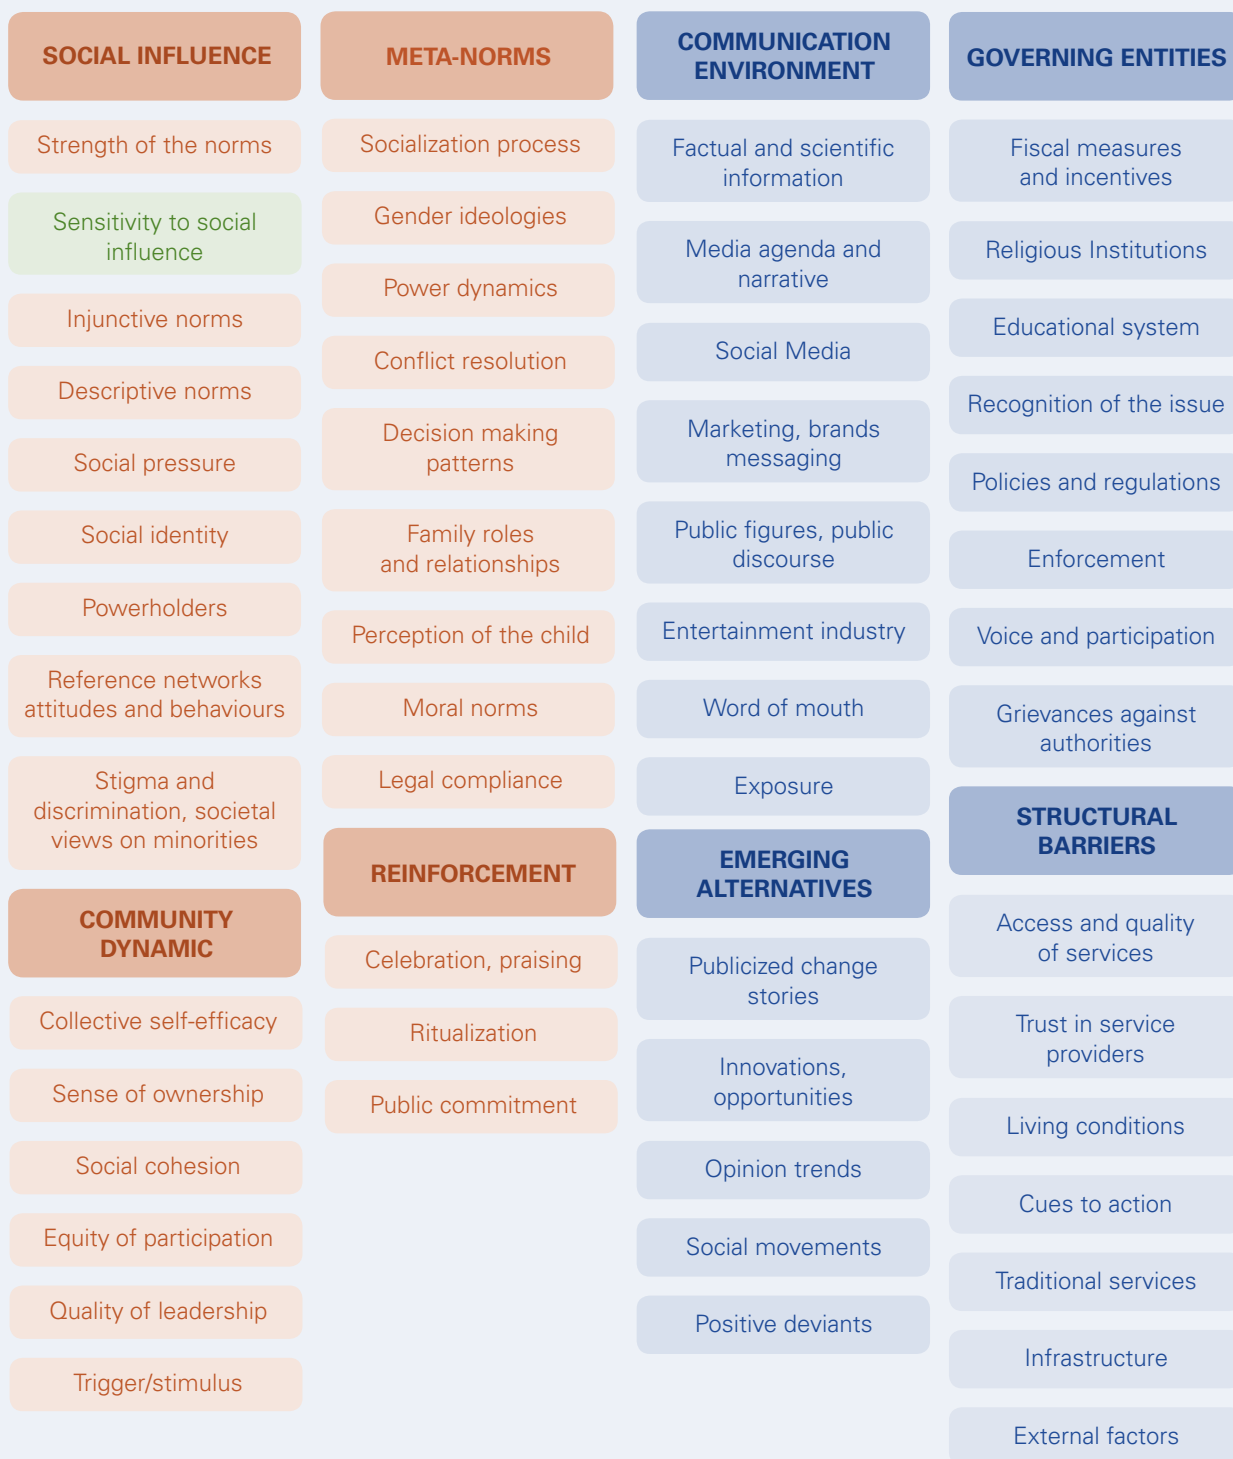 SOCIAL INFLUENCE
Strength of the norms
Sensitivity to social
influence
Injunctive norms
Descriptive norms
Social pressure
Social identity
Powerholders
Reference networks
attitudes and behaviours
Stigma and
discrimination, societal
views on minorities
COMMUNITY
DYNAMIC
Collective self-efficacy
Sense of ownership
Social cohesion
Equity of participation
Quality of leadership
Trigger/stimulus
META-NORMS
Socialization process
Gender ideologies
Power dynamics
Conflict resolution
Decision making
patterns
Family roles
and relationships
Perception of the child
Moral norms
Legal compliance
REINFORCEMENT
Celebration, praising
Ritualization
Public commitment
COMMUNICATION
ENVIRONMENT
Factual and scientific
information
Media agenda and
narrative
Social Media
Marketing, brands
messaging
Public figures, public
discourse
Entertainment industry
Word of mouth
Exposure
EMERGING
ALTERNATIVES
Publicized change
stories
Innovations,
opportunities
Opinion trends
Social movements
Positive deviants
GOVERNING ENTITIES
Fiscal measures
and incentives
Religious Institutions
Educational system
Recognition of the issue
Policies and regulations
Enforcement
Voice and participation
Grievances against
authorities
STRUCTURAL
BARRIERS
Access and quality
of services
Trust in service
providers
Living conditions
Cues to action
Traditional services
Infrastructure
External factors